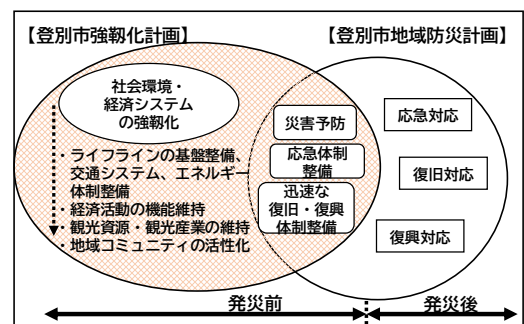 【登別市強靱化計画】
【登別市地域防災計画】
社会環境・
経済システム
の強靱化
・ライフラインの基盤整備、
交通システム、エネルギー
体制整備
・経済活動の機能維持
・観光資源・観光産業の維持
・地域コミュニティの活性化
災害予防
応急体制
整備
迅速な
復旧・復興
体制整備
応急対応
復旧対応
復興対応
発災前
発災後